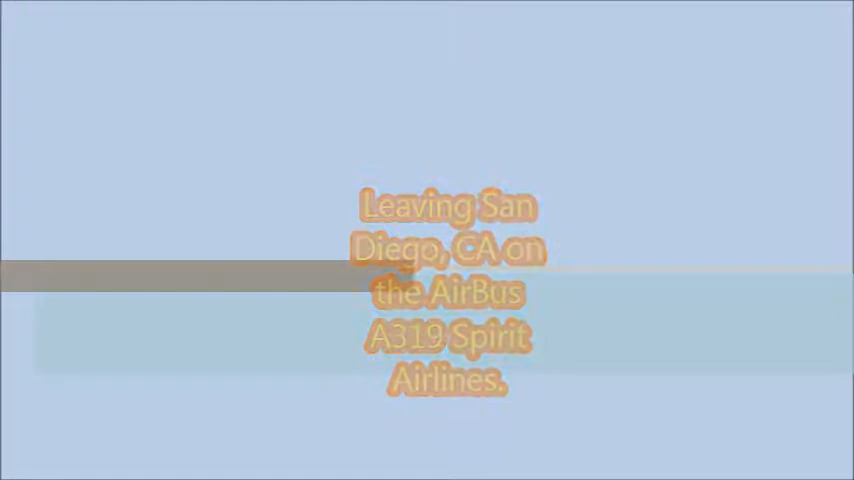 Leaving San
Diego, CA on
the AirBus
A319 Spirit
Airlines.